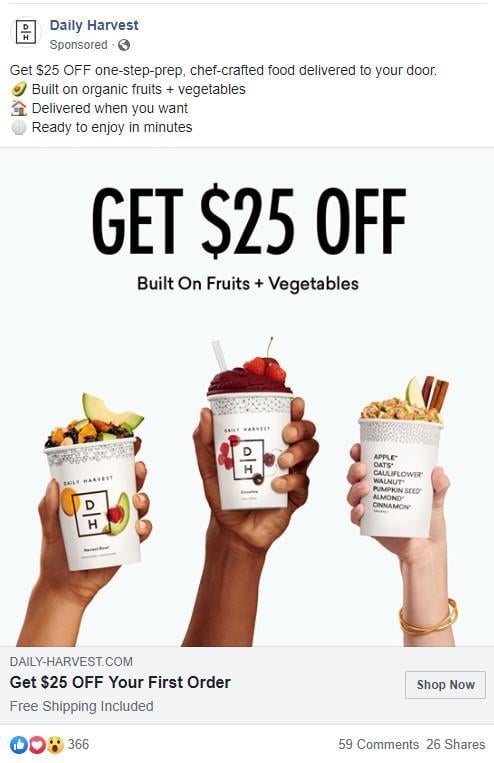 Daily Harvest
Sponsored ·
Get $25 OFF one-step-prep, chef-crafted food delivered to your door.
🥑 Built on organic fruits + vegetables
🏠 Delivered when you want
Ready to enjoy in minutes
GET $25 OFF
Built On Fruits + Vegetables
DAILY HARVEST
D
H
Harvest Bowl
DAILY HARVEST
D
H
Smoothie
APPLE*
OATS*
CAULIFLOWER*
WALNUT*
PUMPKIN SEED*
ALMOND*
CINNAMON*
DAILY-HARVEST.COM
Get $25 OFF Your First Order
Free Shipping Included
Shop Now
366
59 Comments 26 Shares